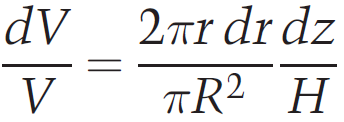 dV/V = (2πr dr)/(πR²) dz/H